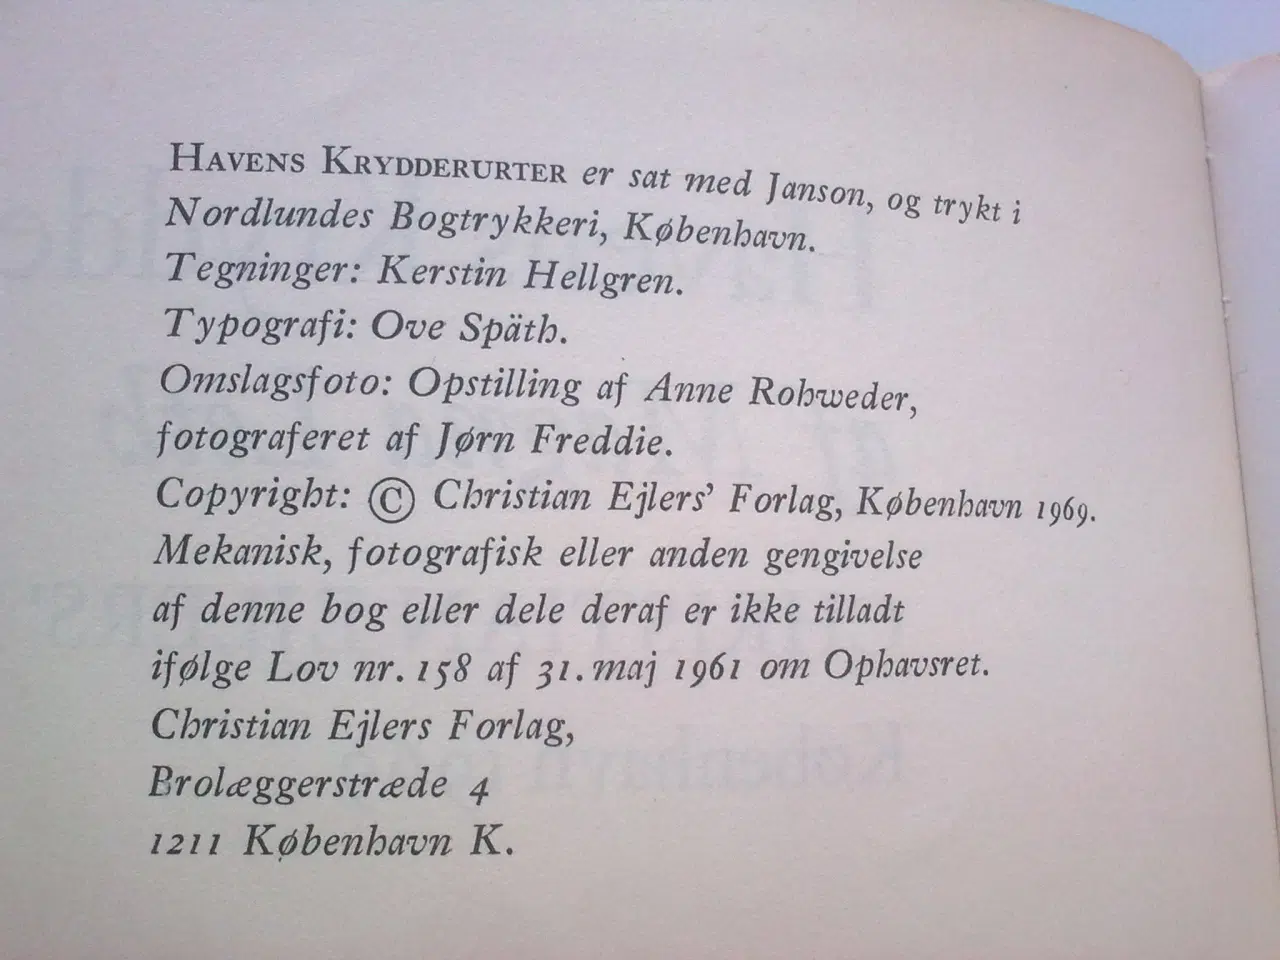 HAVENS KRYDDERURTER er sat med Janson, og trykt i
Nordlundes Bogtrykkeri, København.
Tegninger: Kerstin Hellgren.
Typografi: Ove Späth.
Omslagsfoto: Opstilling af Anne Rohweder,
fotograferet af Jørn Freddie.
Copyright: © Christian Ejlers’ Forlag, København 1969.
Mekanisk, fotografisk eller anden gengivelse
af denne bog eller dele deraf er ikke tilladt
ifølge Lov nr. 158 af 31. maj 1961 om Ophavsret.
Christian Ejlers Forlag,
Brolæggerstræde 4
1211 København K.